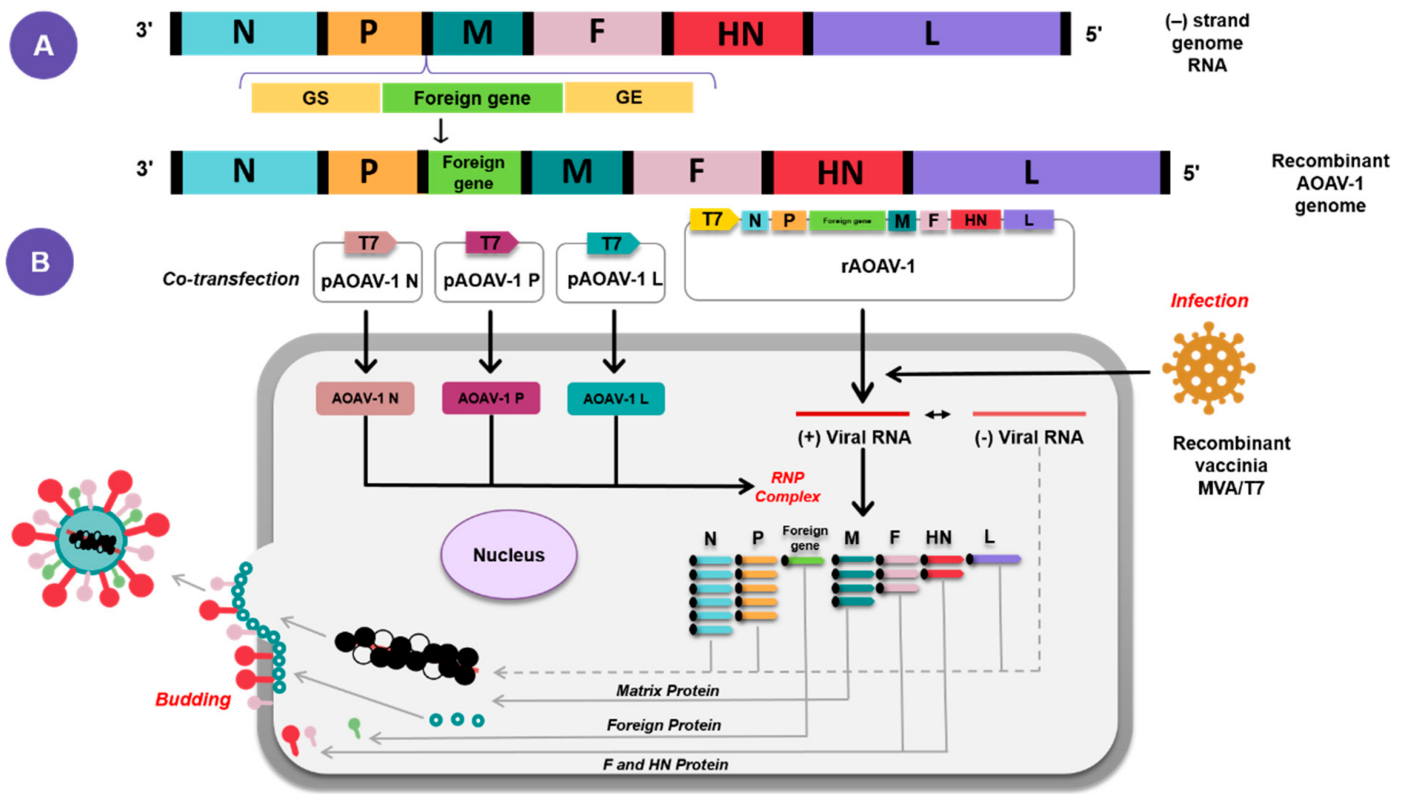 A
3' N P M F HN L 5'
(–) strand
genome
RNA
GS Foreign gene GE
3' N P Foreign
gene M F HN L 5'
Recombinant
AOAV-1
genome
B
T7 N P Foreign gene M F HN L
rAOAV-1
Co-transfection
T7
pAOAV-1 N
T7
pAOAV-1 P
T7
pAOAV-1 L
Infection
Recombinant
vaccinia
MVA/T7
AOAV-1 N
AOAV-1 P
AOAV-1 L
(+) Viral RNA
(-) Viral RNA
RNP
Complex
Nucleus
N P Foreign
gene M F HN L
Budding
Matrix Protein
Foreign Protein
F and HN Protein